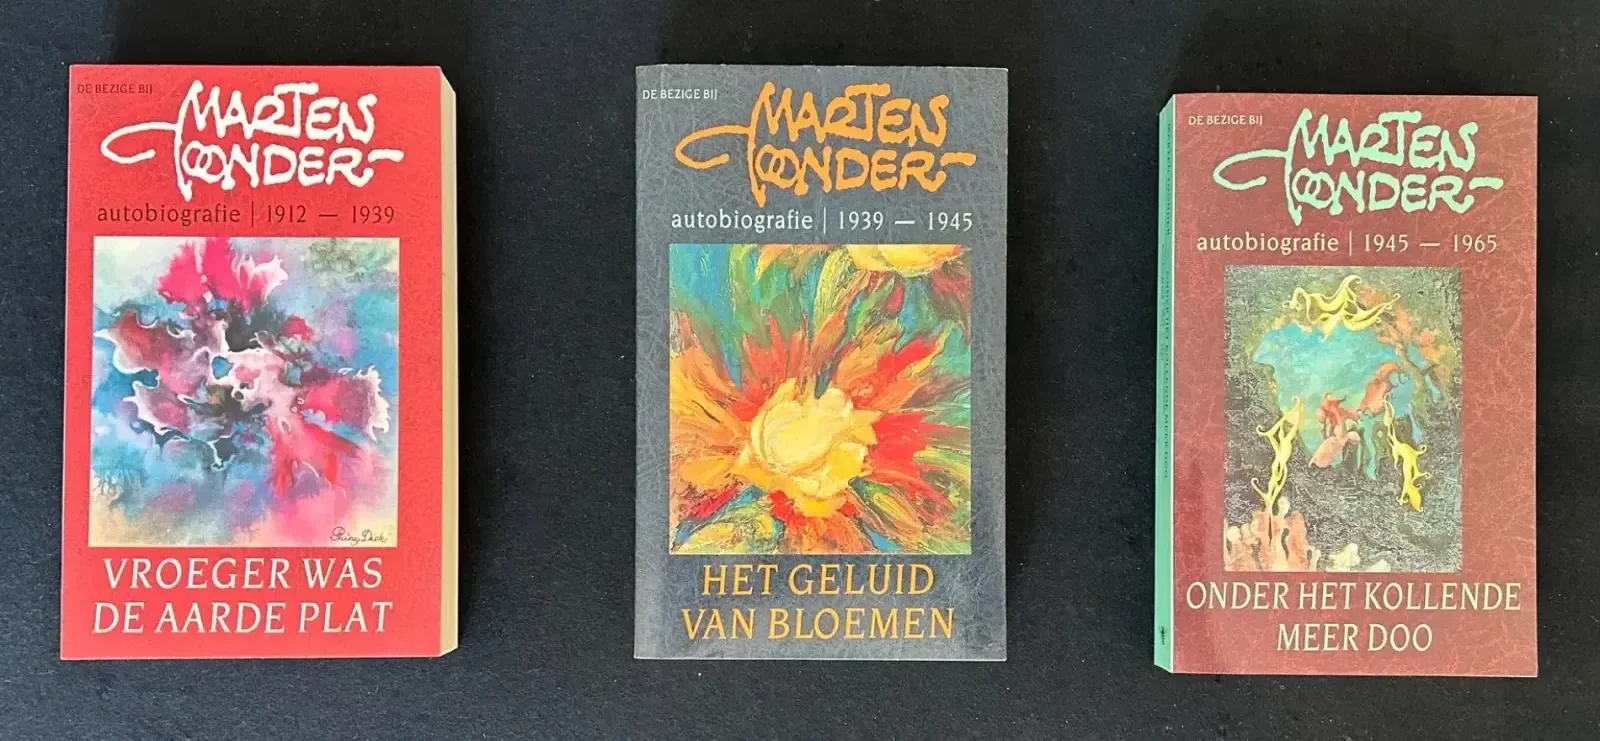 DE BEZIGE BIJ
MARTEN
TOONDER
autobiografie | 1912 — 1939
Phiny Dick
VROEGER WAS
DE AARDE PLAT
DE BEZIGE BIJ
MARTEN
TOONDER
autobiografie | 1939 — 1945
HET GELUID
VAN BLOEMEN
DE BEZIGE BIJ
MARTEN
TOONDER
autobiografie | 1945 — 1965
ONDER HET KOLLENDE
MEER DOO